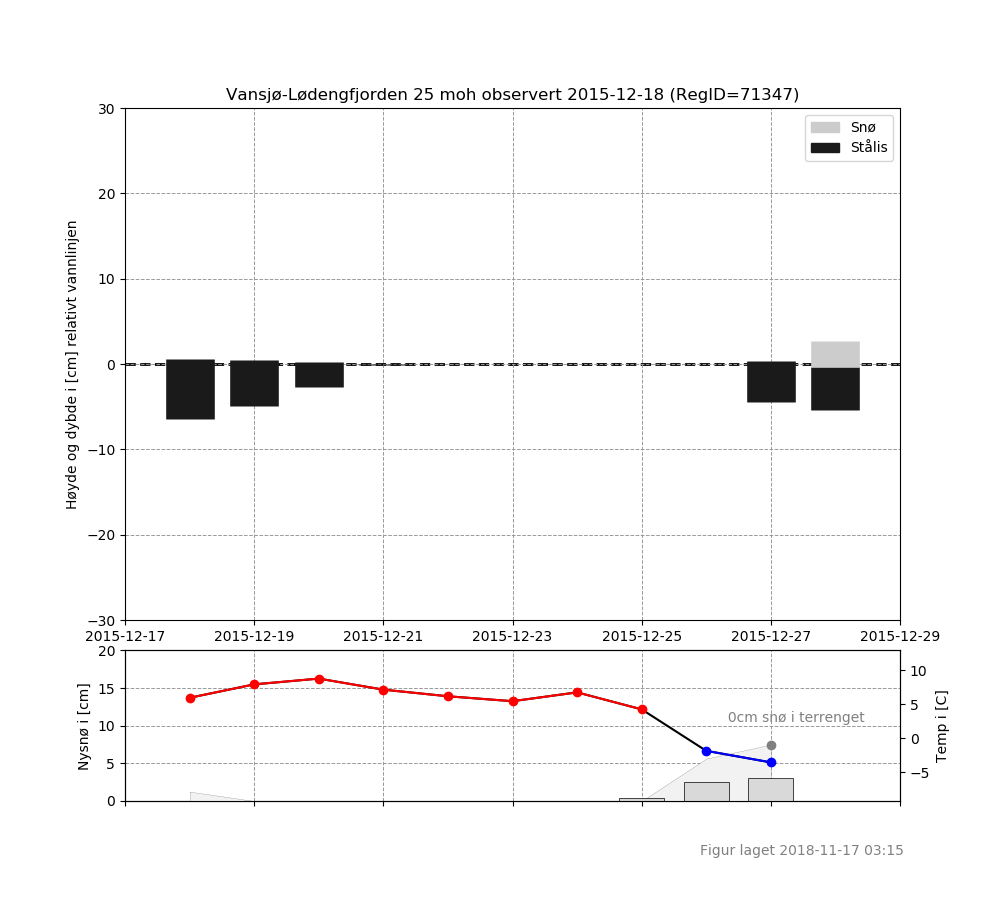 Vansjø-Lødengfjorden 25 moh observert 2015-12-18 (RegID=71347)
Snø
Stålis
Høyde og dybde i [cm] relativt vannlinjen
30
20
10
0
−10
−20
−30
2015-12-17 2015-12-19 2015-12-21 2015-12-23 2015-12-25 2015-12-27 2015-12-29
Nysnø i [cm]
20
15
10
5
0
0cm snø i terrenget
10
5
0
−5
Temp i [C]
Figur laget 2018-11-17 03:15